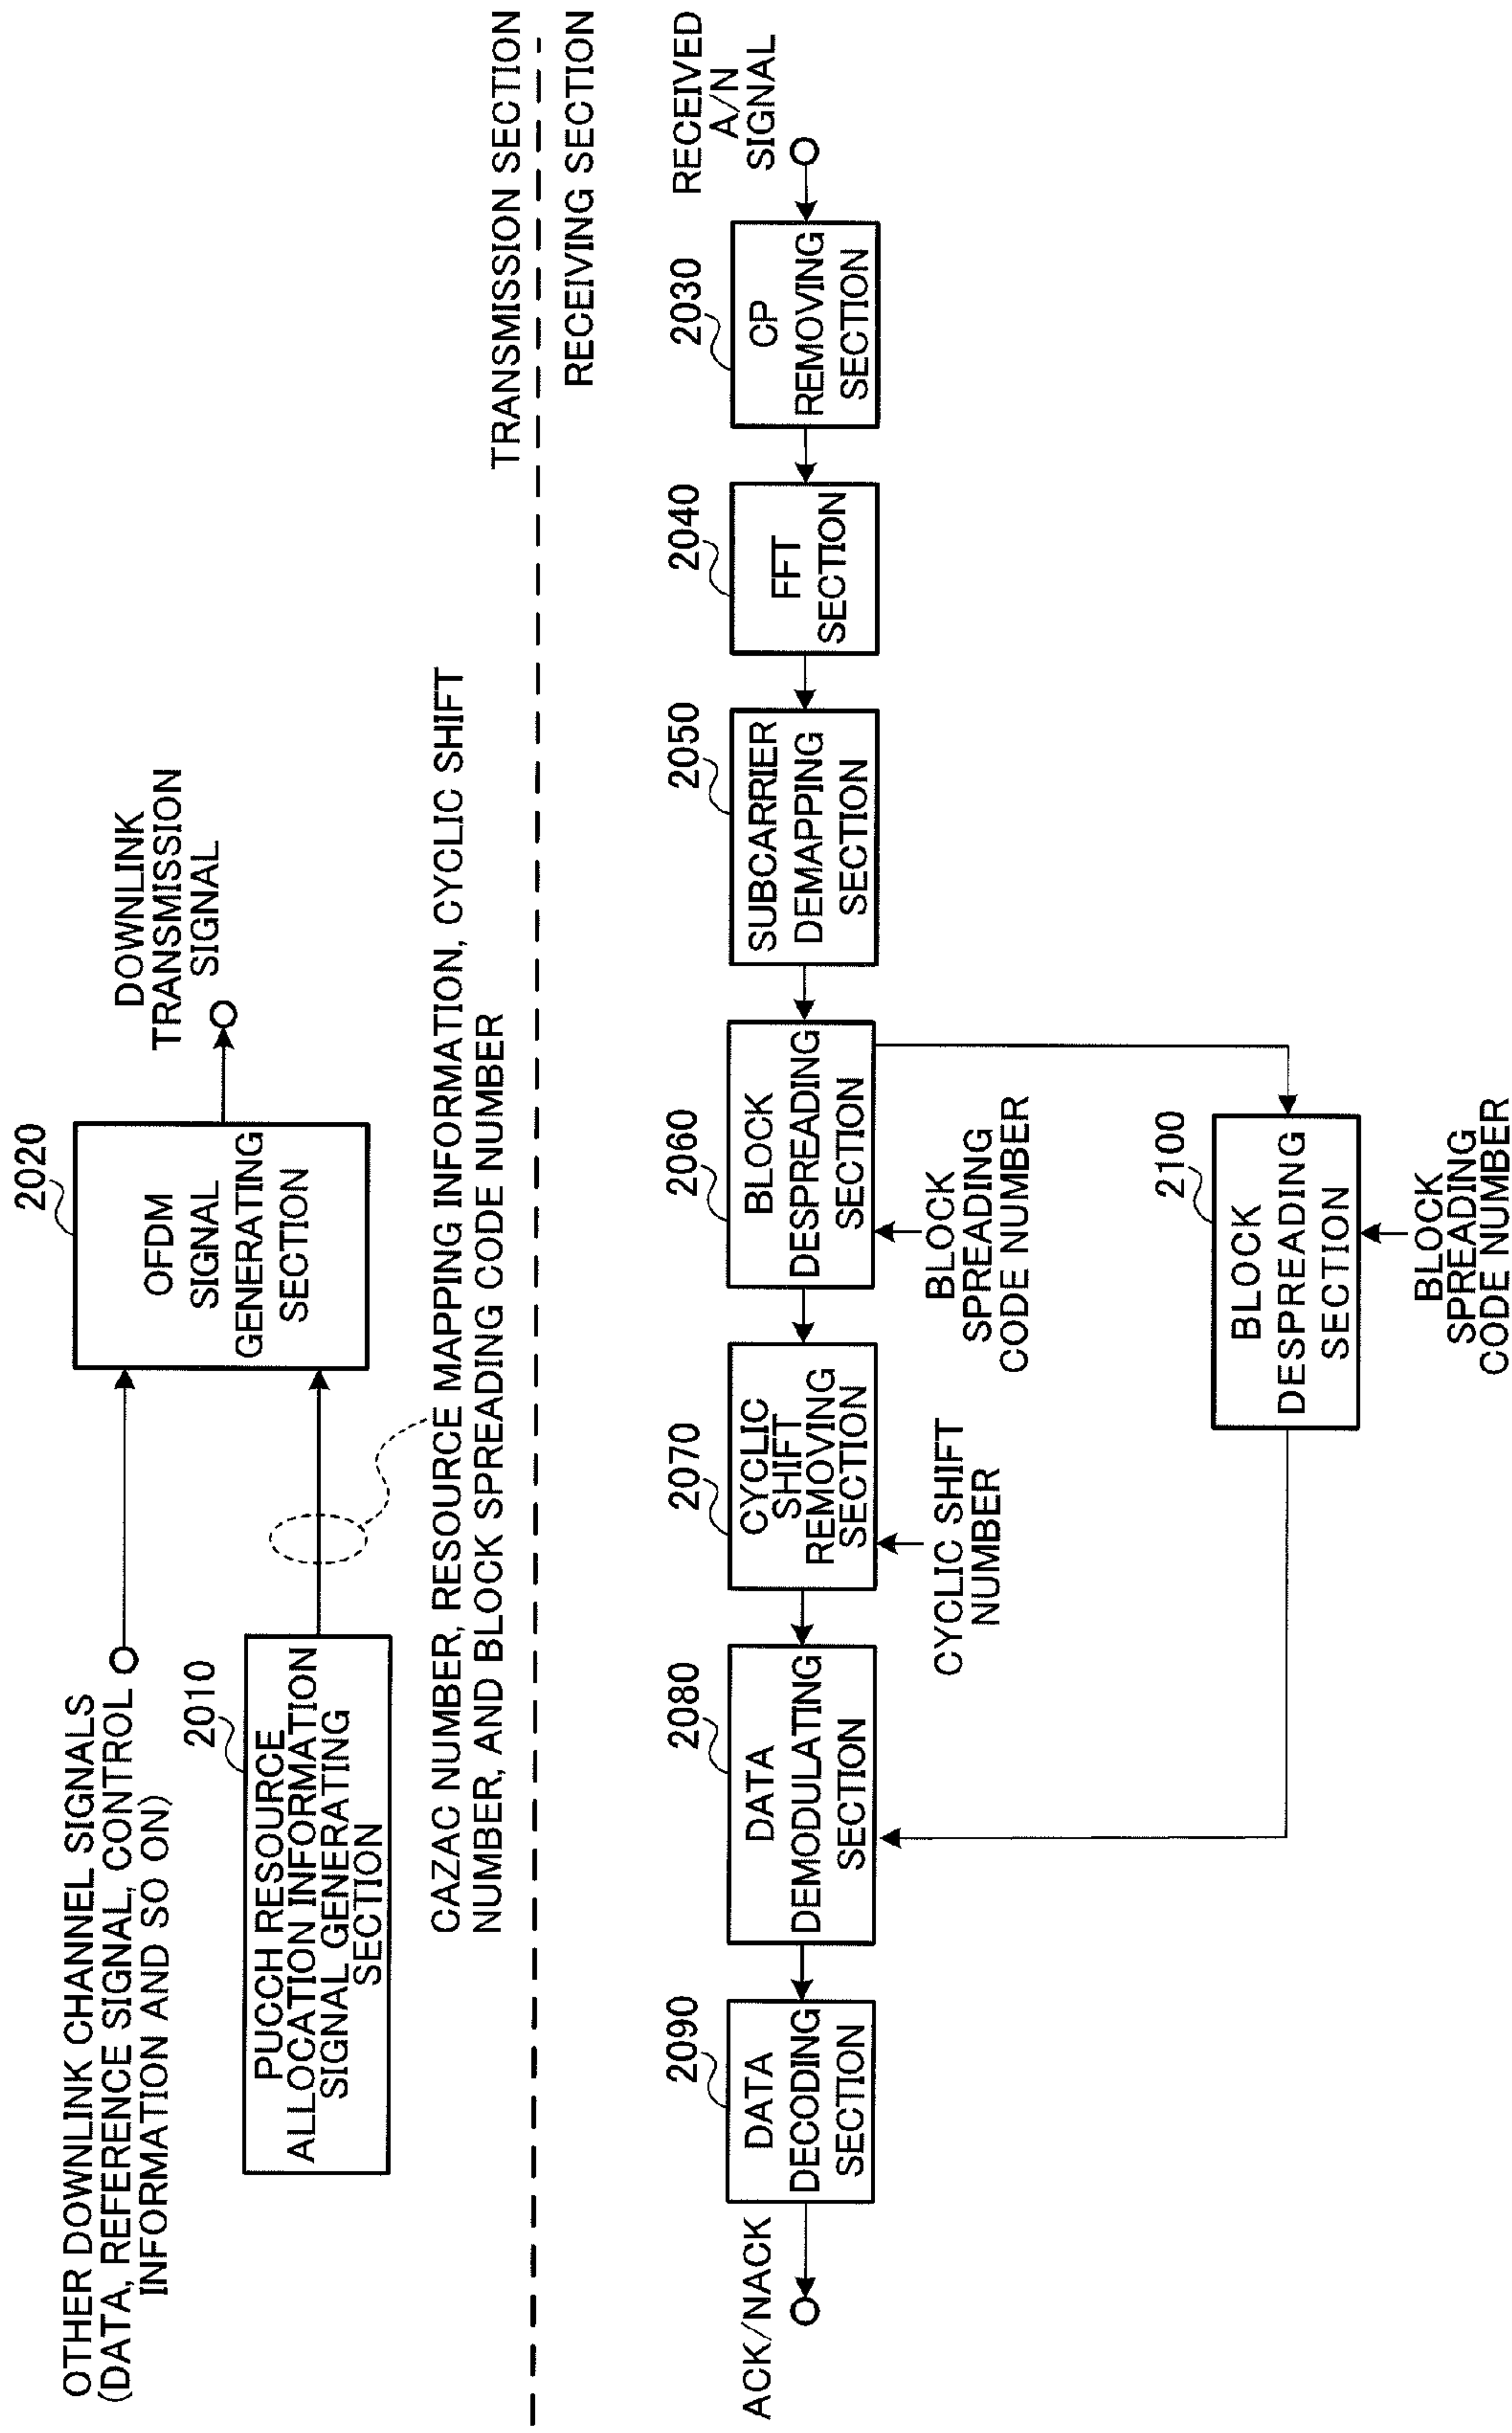 OTHER DOWNLINK CHANNEL SIGNALS
(DATA, REFERENCE SIGNAL, CONTROL
INFORMATION AND SO ON)
2010
PUCCH RESOURCE
ALLOCATION INFORMATION
SIGNAL GENERATING
SECTION
2020
OFDM
SIGNAL
GENERATING
SECTION
DOWNLINK
TRANSMISSION
SIGNAL
CAZAC NUMBER, RESOURCE MAPPING INFORMATION, CYCLIC SHIFT
NUMBER, AND BLOCK SPREADING CODE NUMBER
TRANSMISSION SECTION
RECEIVING SECTION
ACK/NACK
2090
DATA
DECODING
SECTION
2080
DATA
DEMODULATING
SECTION
2070
CYCLIC
SHIFT
REMOVING
SECTION
CYCLIC SHIFT
NUMBER
2060
BLOCK
DESPREADING
SECTION
BLOCK
SPREADING
CODE NUMBER
2050
SUBCARRIER
DEMAPPING
SECTION
2040
FFT
SECTION
2030
CP
REMOVING
SECTION
RECEIVED
A/N
SIGNAL
2100
BLOCK
DESPREADING
SECTION
BLOCK
SPREADING
CODE NUMBER